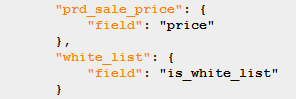 "prd_sale_price": {
"field": "price"
},
"white_list": {
"field": "is_white_list"
}